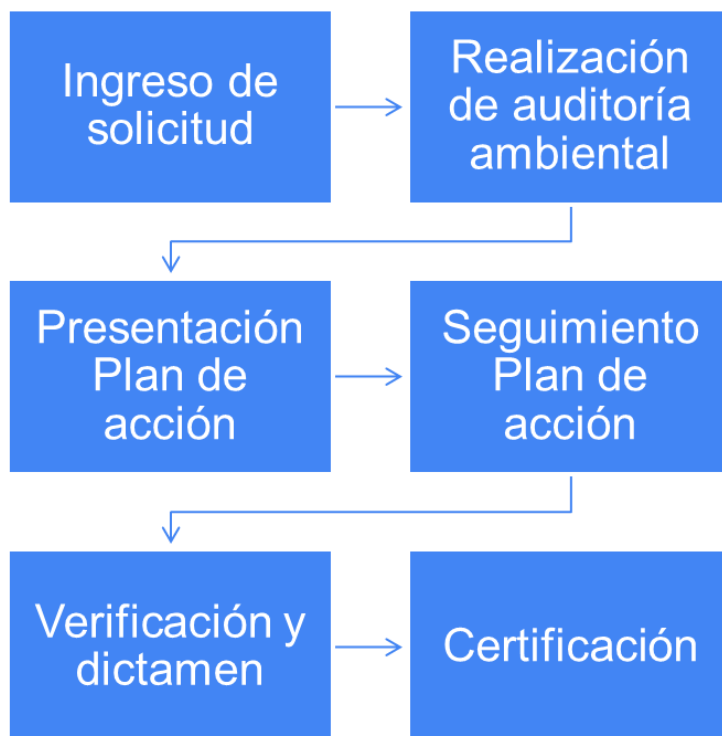 Ingreso de
solicitud
Realización
de auditoría
ambiental
Presentación
Plan de
acción
Seguimiento
Plan de
acción
Verificación y
dictamen
Certificación